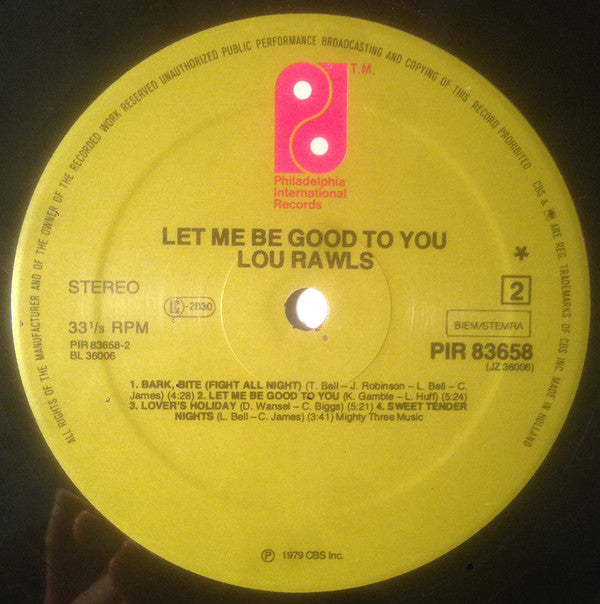 ALL RIGHTS OF THE MANUFACTURER AND OF THE OWNER OF THE RECORDED WORK RESERVED UNAUTHORIZED PUBLIC PERFORMANCE BROADCASTING AND COPYING OF THIS RECORD PROHIBITED
CBS & ARE REG. TRADEMARKS OF CBS INC. MADE IN HOLLAND
T.M.
Philadelphia
International
Records
LET ME BE GOOD TO YOU
LOU RAWLS
STEREO
LC-2830
*
2
33 1/3 RPM
BIEM/STEMRA
PIR 83658-2
BL 36006
PIR 83658
(JZ 36006)
1. BARK, BITE (FIGHT ALL NIGHT) (T. Bell – J. Robinson – L. Bell – C.
James) (4:28) 2. LET ME BE GOOD TO YOU (K. Gamble – L. Huff) (5:24)
3. LOVER'S HOLIDAY (D. Wansel – C. Biggs) (5:21) 4. SWEET TENDER
NIGHTS (L. Bell – C. James) (3:41) Mighty Three Music
℗ 1979 CBS Inc.